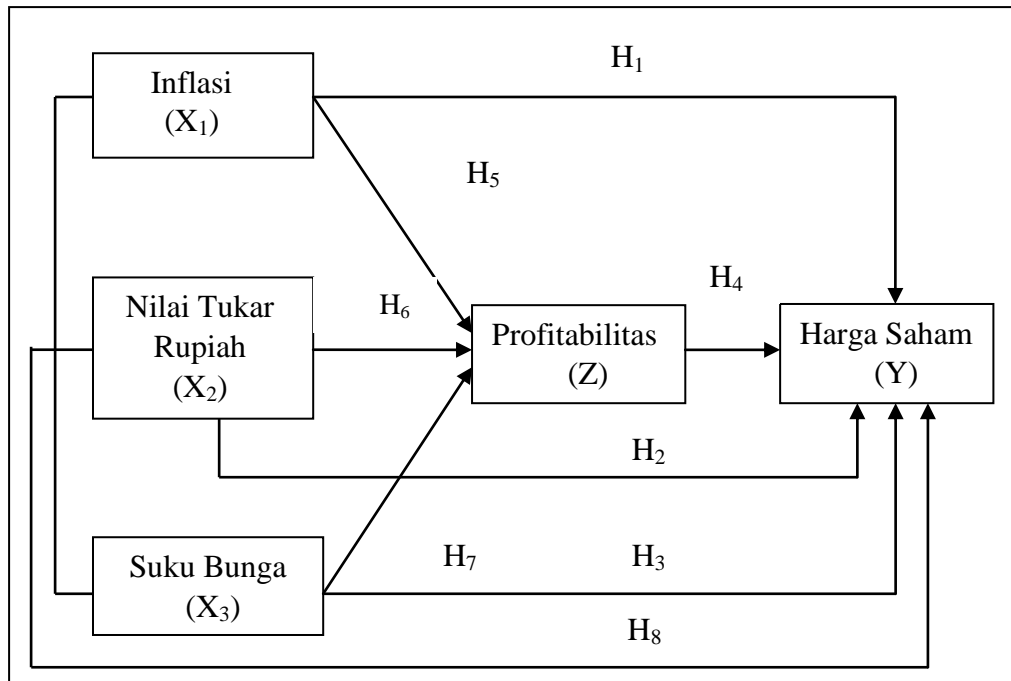 H₁
Inflasi
(X₁)
H₅
H₄
Nilai Tukar
Rupiah
(X₂)
H₆
Profitabilitas
(Z)
Harga Saham
(Y)
H₂
Suku Bunga
(X₃)
H₇
H₃
H₈